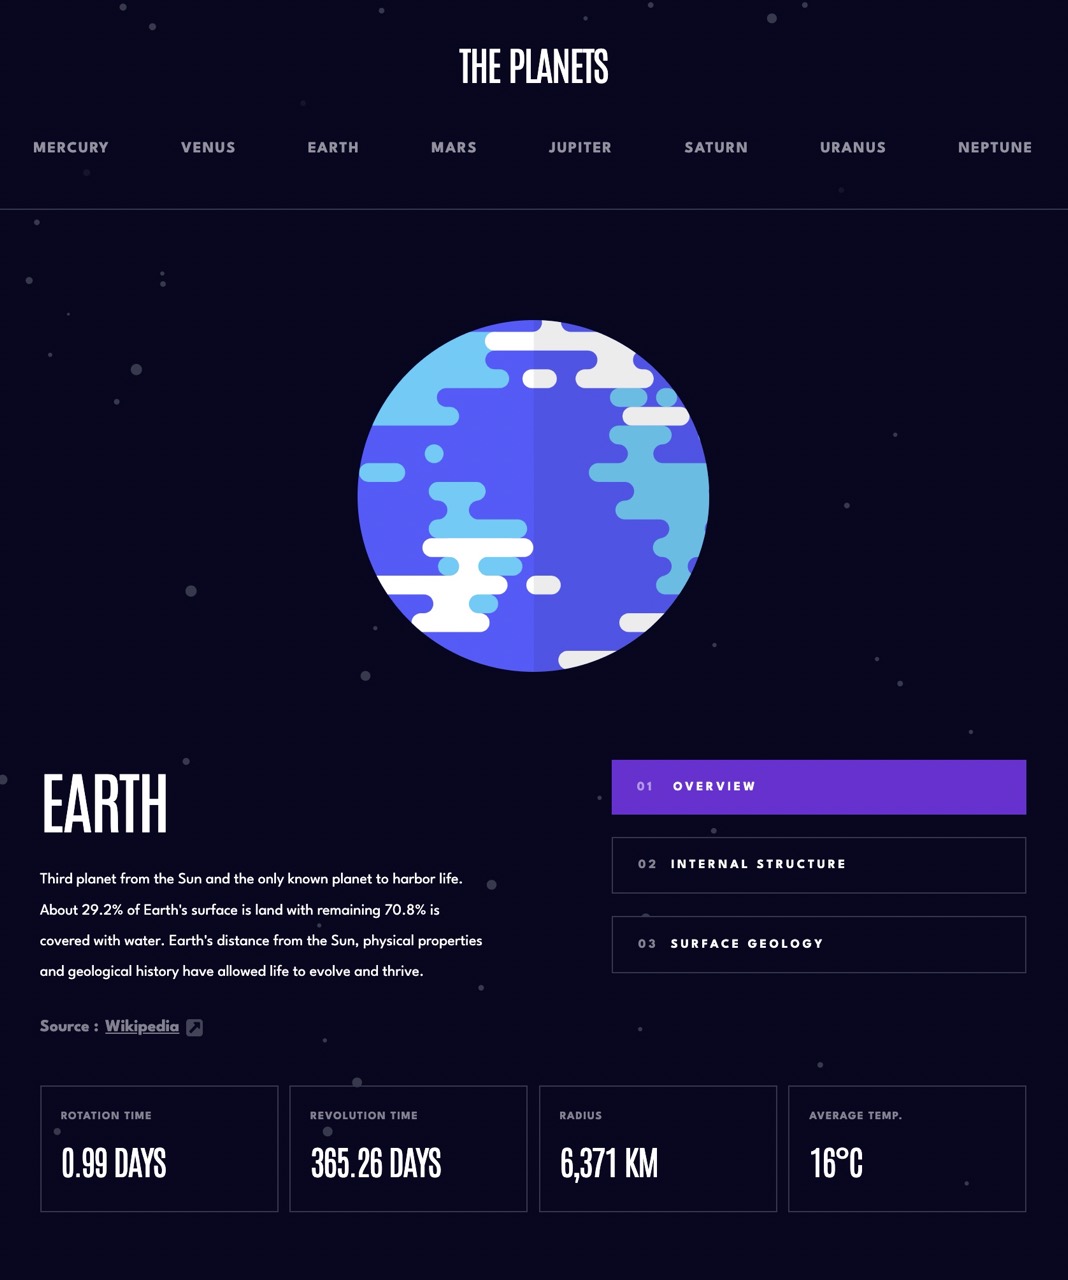 THE PLANETS
MERCURY VENUS EARTH MARS JUPITER SATURN URANUS NEPTUNE
EARTH
Third planet from the Sun and the only known planet to harbor life.
About 29.2% of Earth's surface is land with remaining 70.8% is
covered with water. Earth's distance from the Sun, physical properties
and geological history have allowed life to evolve and thrive.
Source : Wikipedia
01 OVERVIEW
02 INTERNAL STRUCTURE
03 SURFACE GEOLOGY
ROTATION TIME
0.99 DAYS
REVOLUTION TIME
365.26 DAYS
RADIUS
6,371 KM
AVERAGE TEMP.
16°C